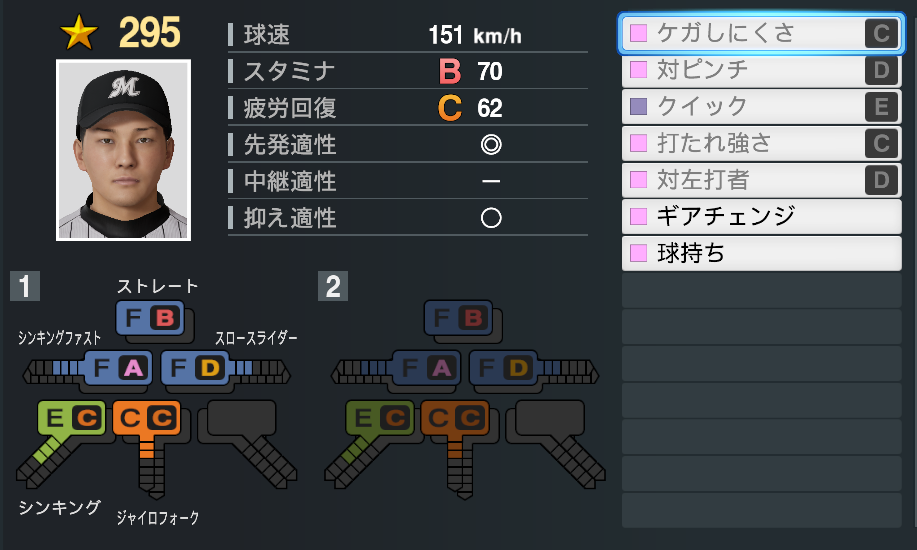 295
球速 151 km/h
スタミナ B 70
疲労回復 C 62
先発適性 ◎
中継適性 －
抑え適性 ○
M
ケガしにくさ C
対ピンチ D
クイック E
打たれ強さ C
対左打者 D
ギアチェンジ
球持ち
1
ストレート
F B
シンキングファスト
スロースライダー
F A F D
E C C C
シンキング
ジャイロフォーク
2
F B
F A F D
E C C C